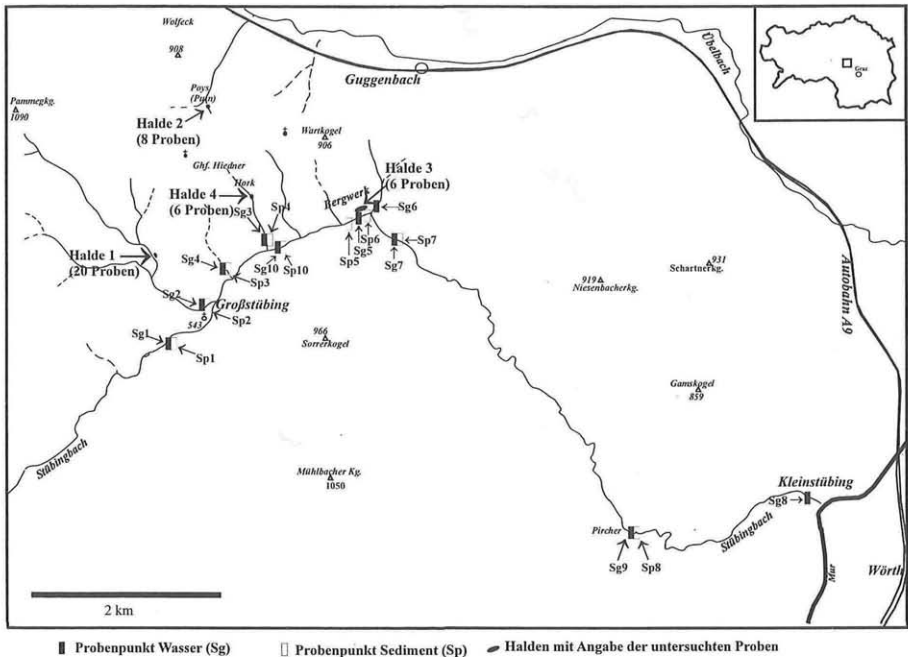 Wolfeck
908
Übelbach
Graz
Guggenbach
Pammegkg.
1090
Halde 2
(8 Proben)
Wartkogel
906
Ghf. Hiedner
Hork
Halde 3
(6 Proben)
Bergwerk
Halde 4
(6 Proben)
Sg3
Sp4
Sg6
Sp6
Sp5
Sg5
Sp7
Sg7
Halde 1
(20 Proben)
Sg4
Sp3
Sg10
Sp10
931
Schartnerkg.
919
Niesenbacherkg.
Autobahn A9
Sg2
Großstübing
543
Sp2
Sg1
Sp1
966
Sorrerkogel
Gamskogel
859
Stübingbach
Mühlbacher Kg.
1050
Kleinstübing
Sg8
Stübingbach
Pircher
Sg9
Sp8
Mur
Wörth
2 km
Probenpunkt Wasser (Sg)
Probenpunkt Sediment (Sp)
Halden mit Angabe der untersuchten Proben